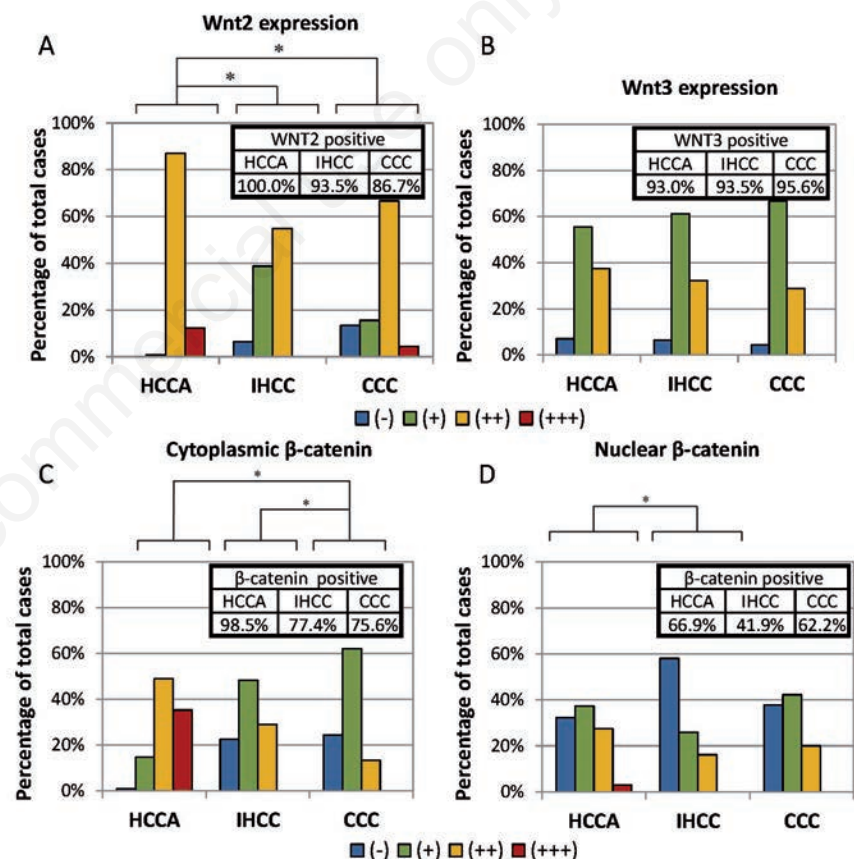 ommercial use only
Wnt2 expression
A
*
*
Percentage of total cases
100%
80%
60%
40%
20%
0%
WNT2 positive
HCCA IHCC CCC
100.0% 93.5% 86.7%
HCCA IHCC CCC
B
Wnt3 expression
Percentage of total cases
100%
80%
60%
40%
20%
0%
WNT3 positive
HCCA IHCC CCC
93.0% 93.5% 95.6%
HCCA IHCC CCC
(-) (+) (++) (+++)
Cytoplasmic β-catenin
C
*
*
Percentage of total cases
100%
80%
60%
40%
20%
0%
β-catenin positive
HCCA IHCC CCC
98.5% 77.4% 75.6%
HCCA IHCC CCC
Nuclear β-catenin
D
*
Percentage of total cases
100%
80%
60%
40%
20%
0%
β-catenin positive
HCCA IHCC CCC
66.9% 41.9% 62.2%
HCCA IHCC CCC
(-) (+) (++) (+++)